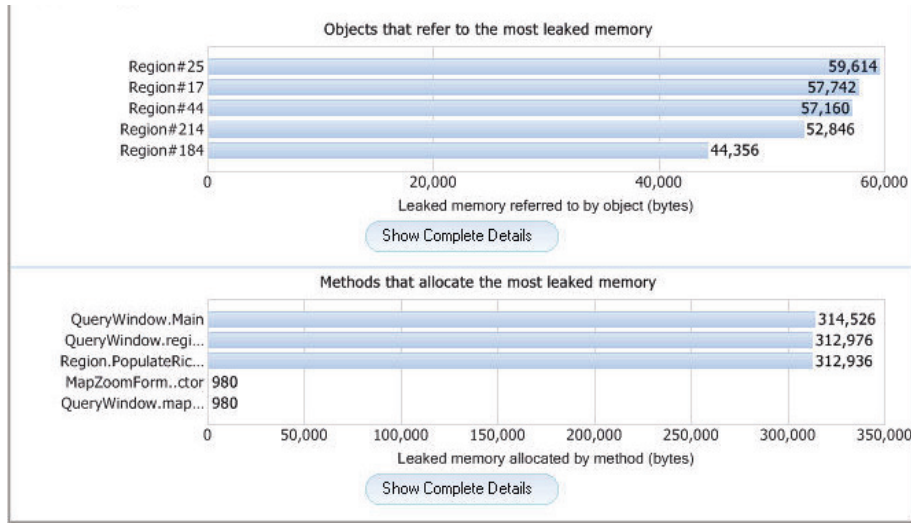 Objects that refer to the most leaked memory
Region#25 59,614
Region#17 57,742
Region#44 57,160
Region#214 52,846
Region#184 44,356
0 20,000 40,000 60,000
Leaked memory referred to by object (bytes)
Show Complete Details
Methods that allocate the most leaked memory
QueryWindow.Main 314,526
QueryWindow.regi... 312,976
Region.PopulateRic... 312,936
MapZoomForm..ctor 980
QueryWindow.map... 980
0 50,000 100,000 150,000 200,000 250,000 300,000 350,000
Leaked memory allocated by method (bytes)
Show Complete Details